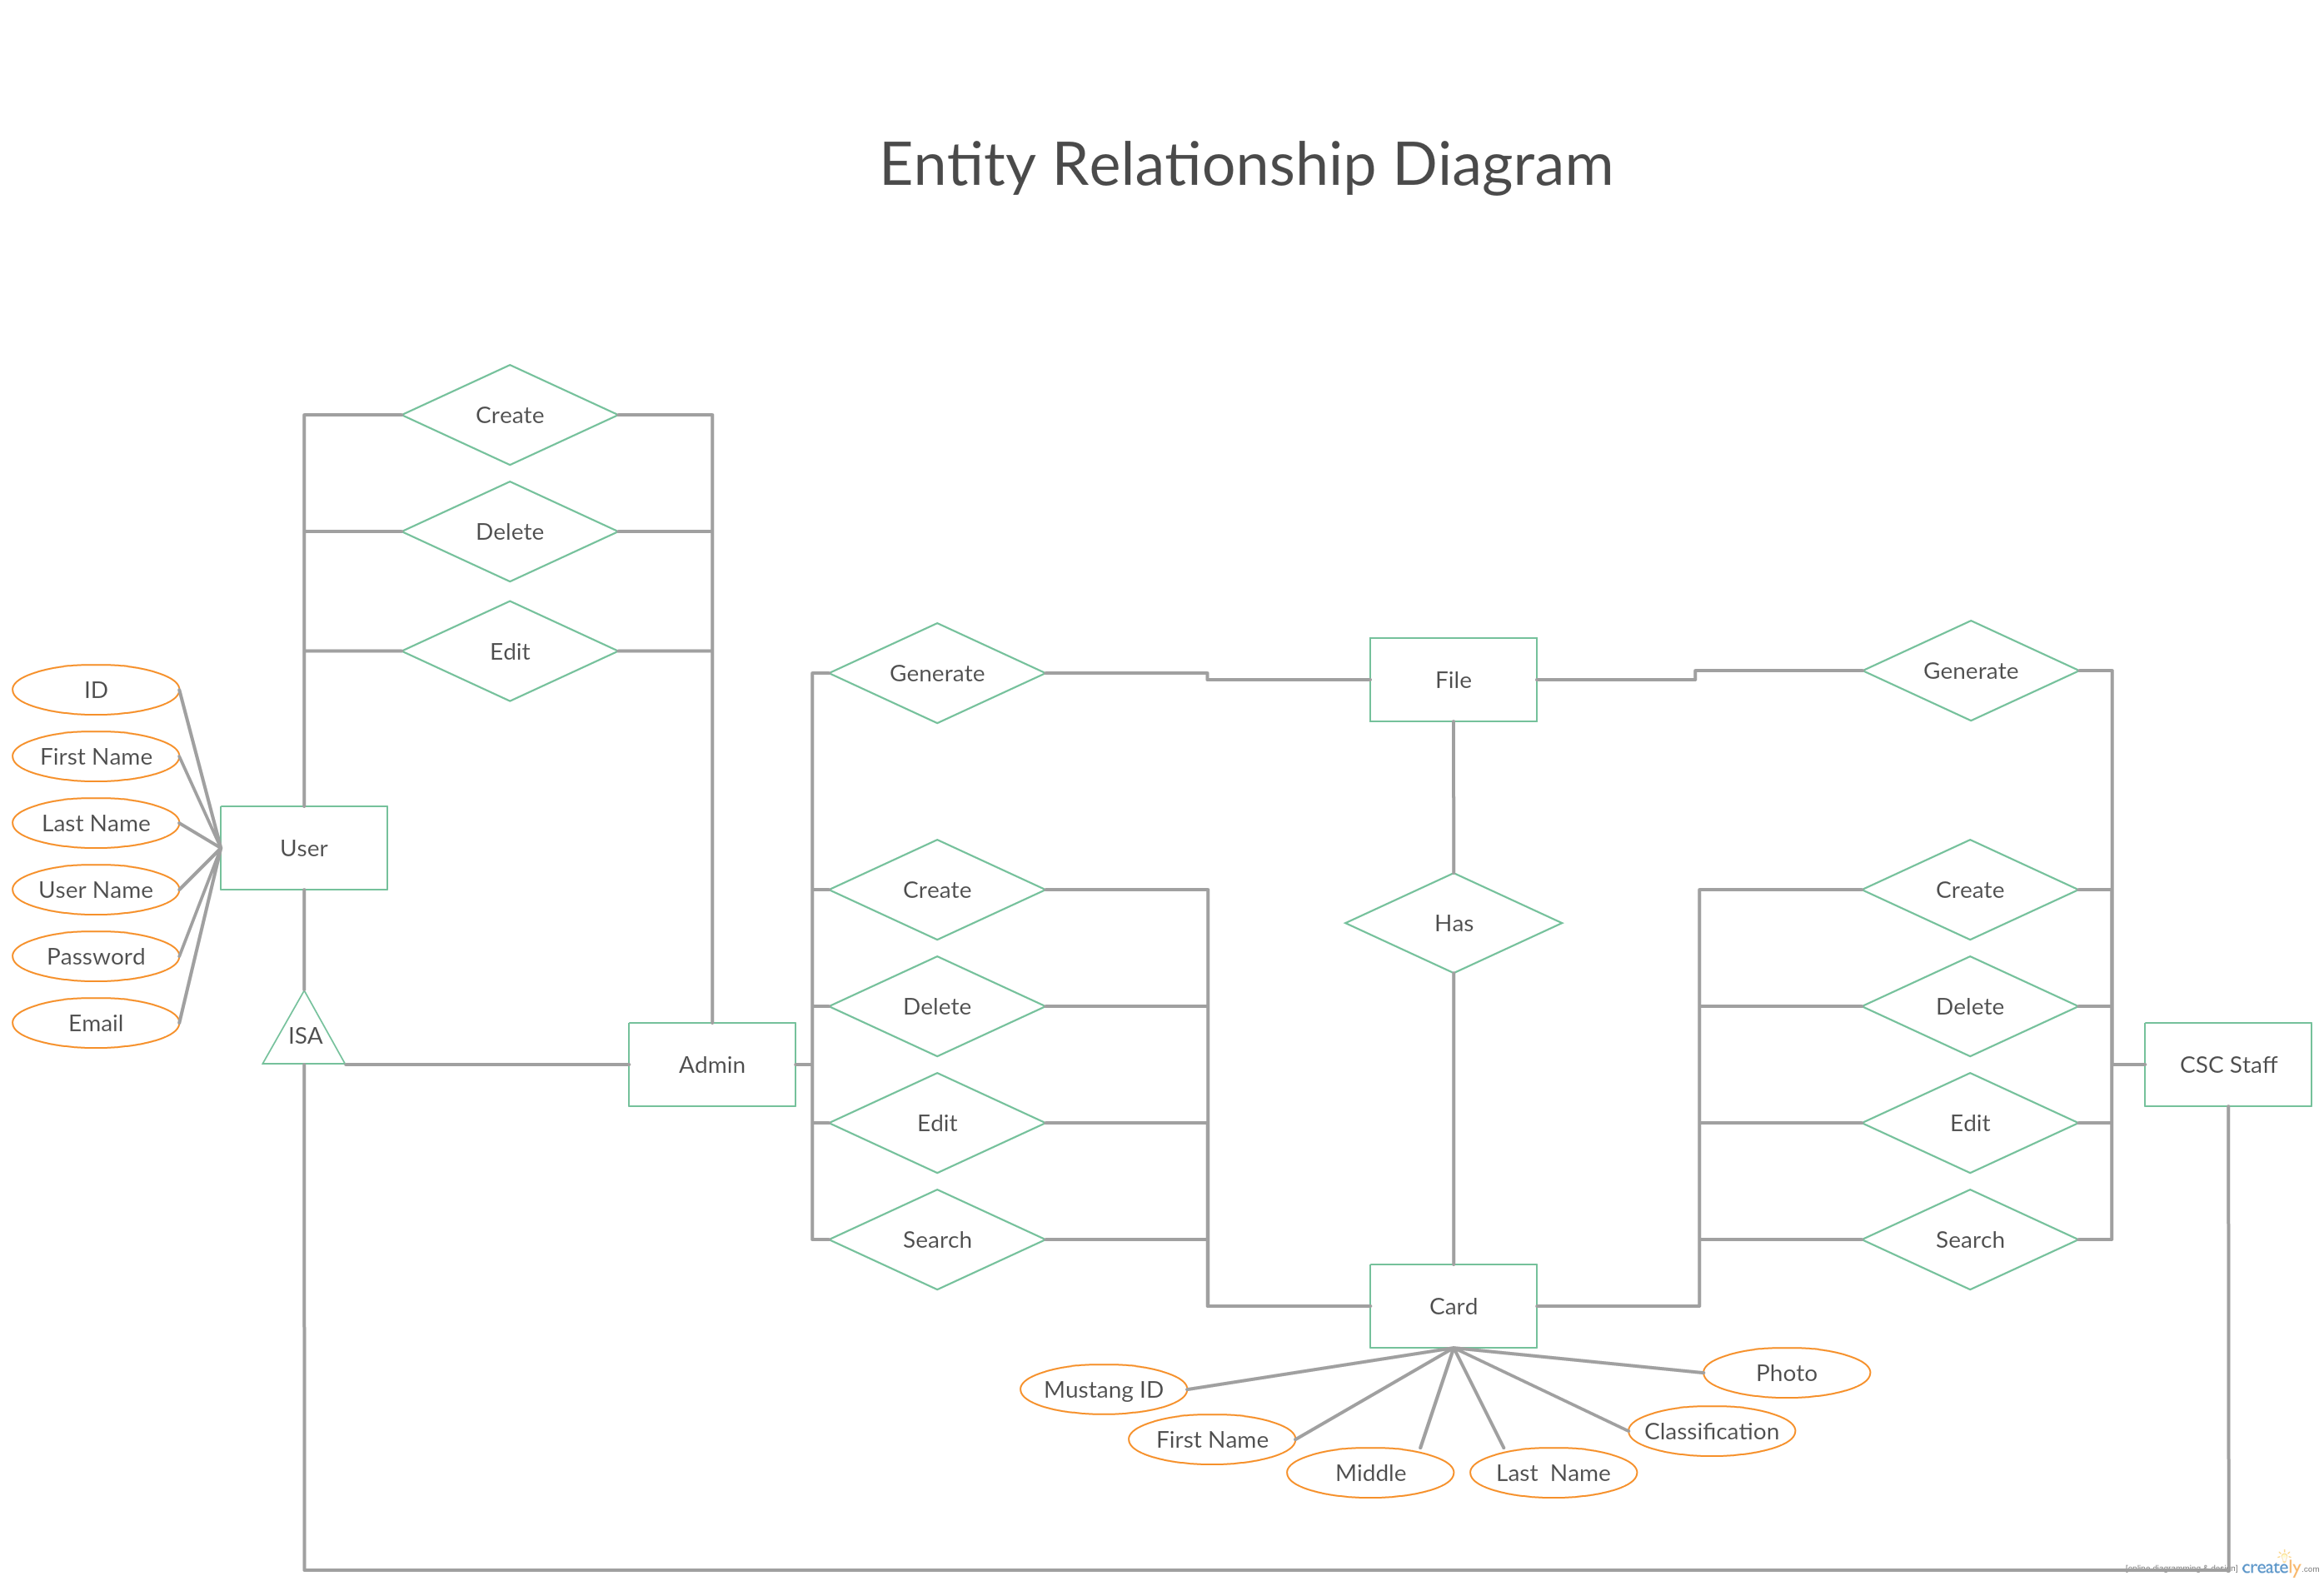 Entity Relationship Diagram
Create
Delete
Edit
ID
First Name
Last Name
User Name
Password
Email
User
ISA
Admin
Generate
Create
Delete
Edit
Search
File
Has
Card
Generate
Create
Delete
Edit
Search
CSC Staff
Mustang ID
First Name
Middle
Last  Name
Classification
Photo
[online diagramming & design] creately.com